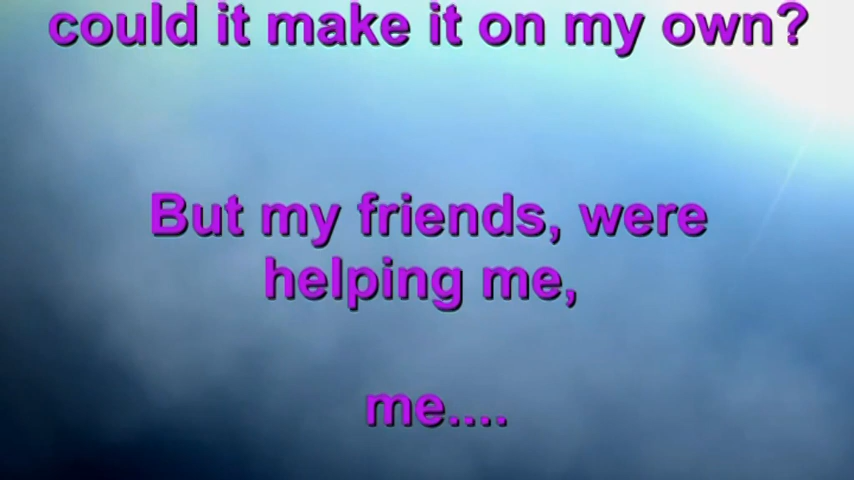 could it make it on my own?
But my friends, were
helping me,
me....